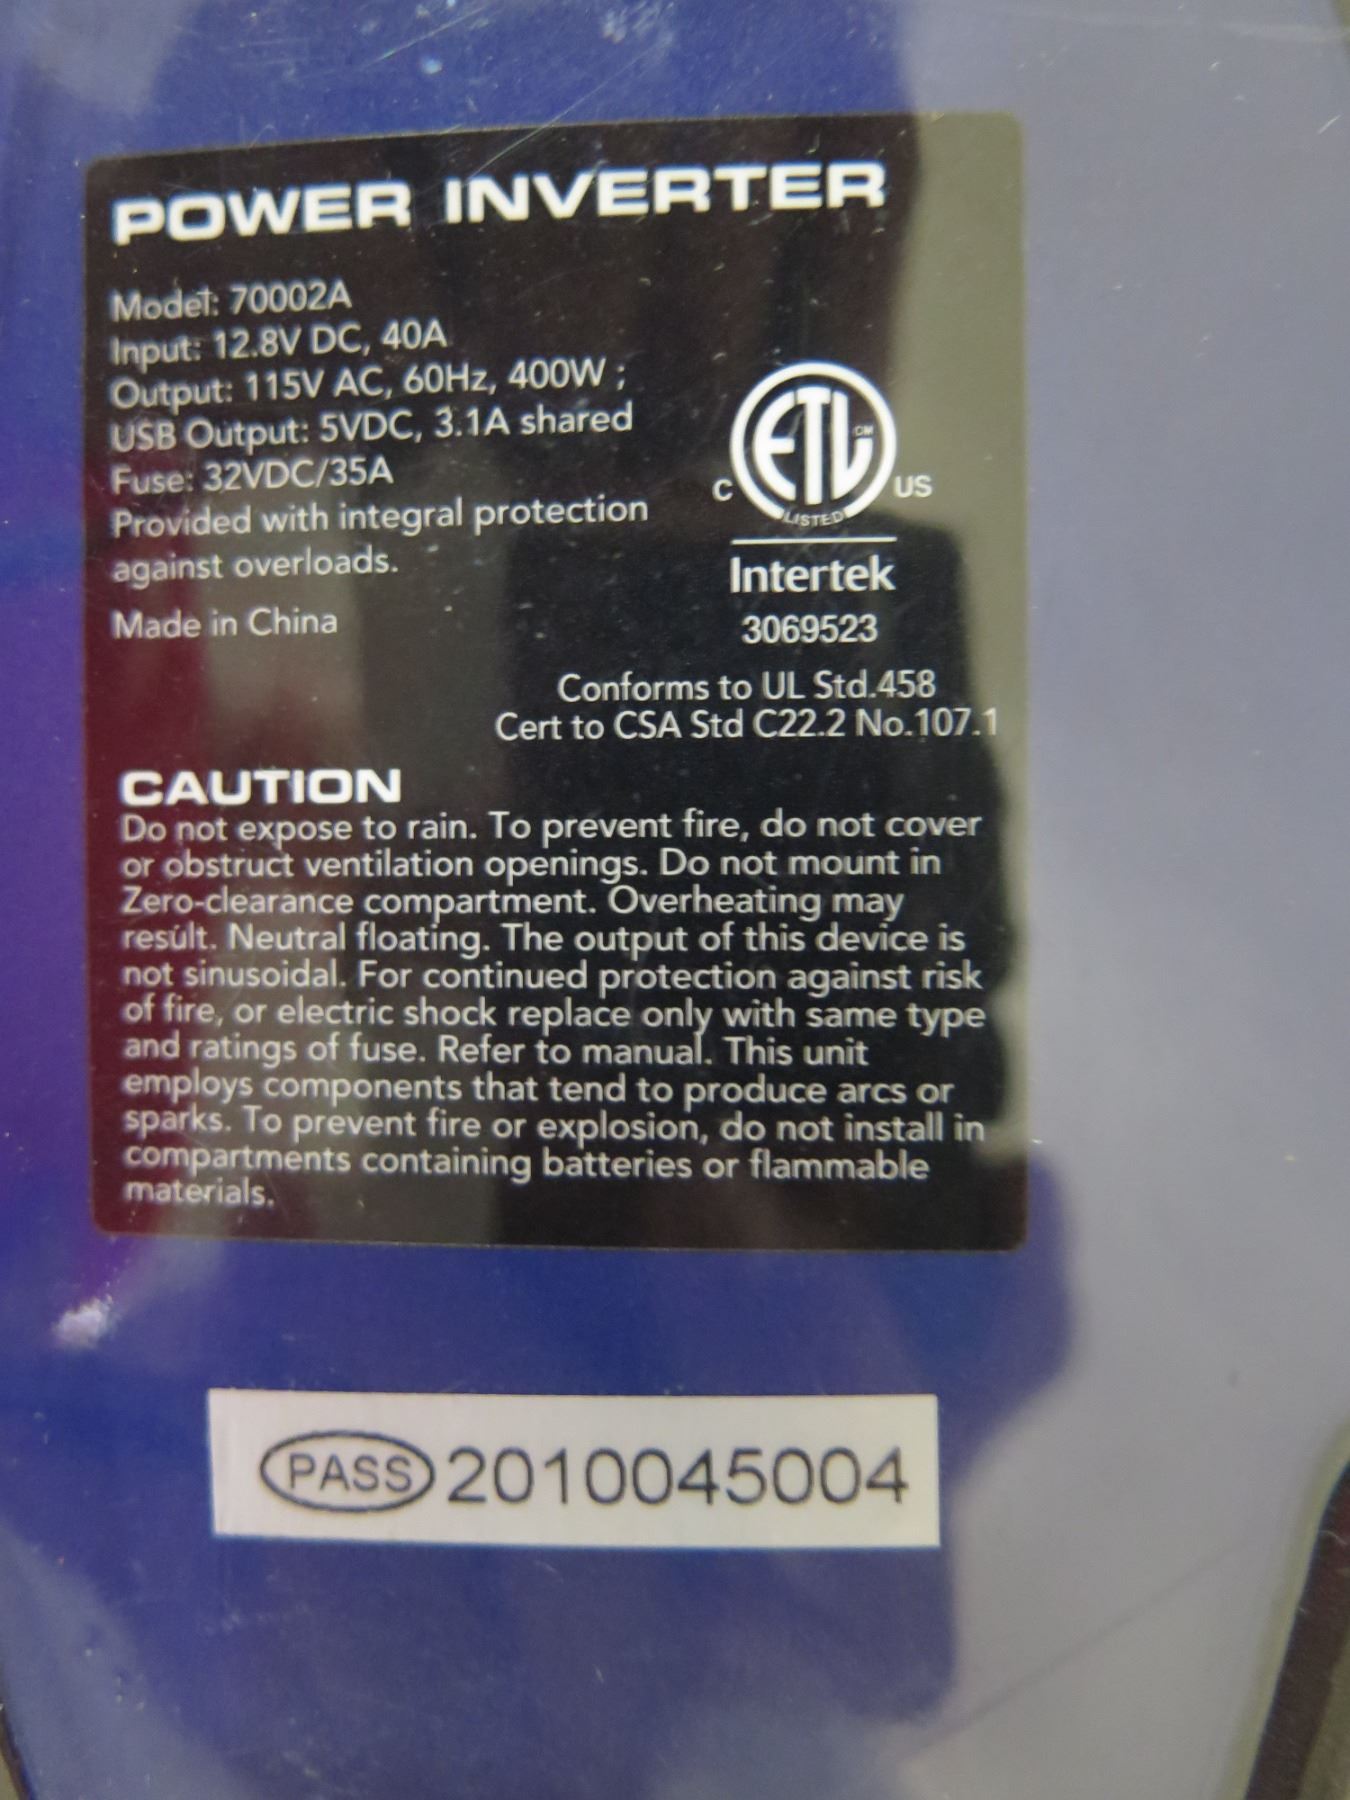 POWER INVERTER
Model: 70002A
Input: 12.8V DC, 40A
Output: 115V AC, 60Hz, 400W ;
USB Output: 5VDC, 3.1A shared
Fuse: 32VDC/35A
Provided with integral protection
against overloads.
Made in China
C ETL CM US
LISTED
Intertek
3069523
Conforms to UL Std.458
Cert to CSA Std C22.2 No.107.1
CAUTION
Do not expose to rain. To prevent fire, do not cover
or obstruct ventilation openings. Do not mount in
Zero-clearance compartment. Overheating may
result. Neutral floating. The output of this device is
not sinusoidal. For continued protection against risk
of fire, or electric shock replace only with same type
and ratings of fuse. Refer to manual. This unit
employs components that tend to produce arcs or
sparks. To prevent fire or explosion, do not install in
compartments containing batteries or flammable
materials.
PASS 2010045004